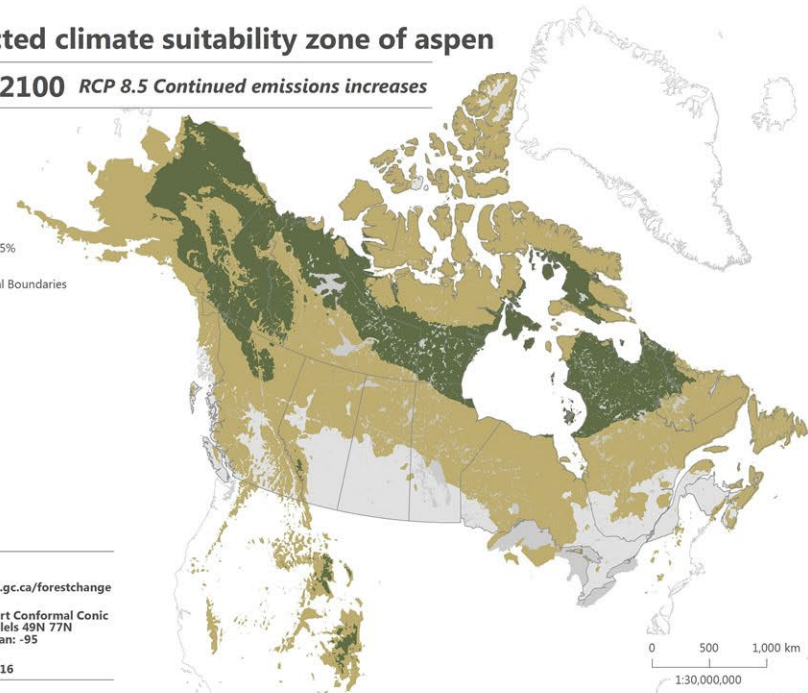 cted climate suitability zone of aspen
2100 RCP 8.5 Continued emissions increases
5%
l Boundaries
.gc.ca/forestchange
rt Conformal Conic
lels 49N 77N
an: -95
16
0 500 1,000 km
1:30,000,000